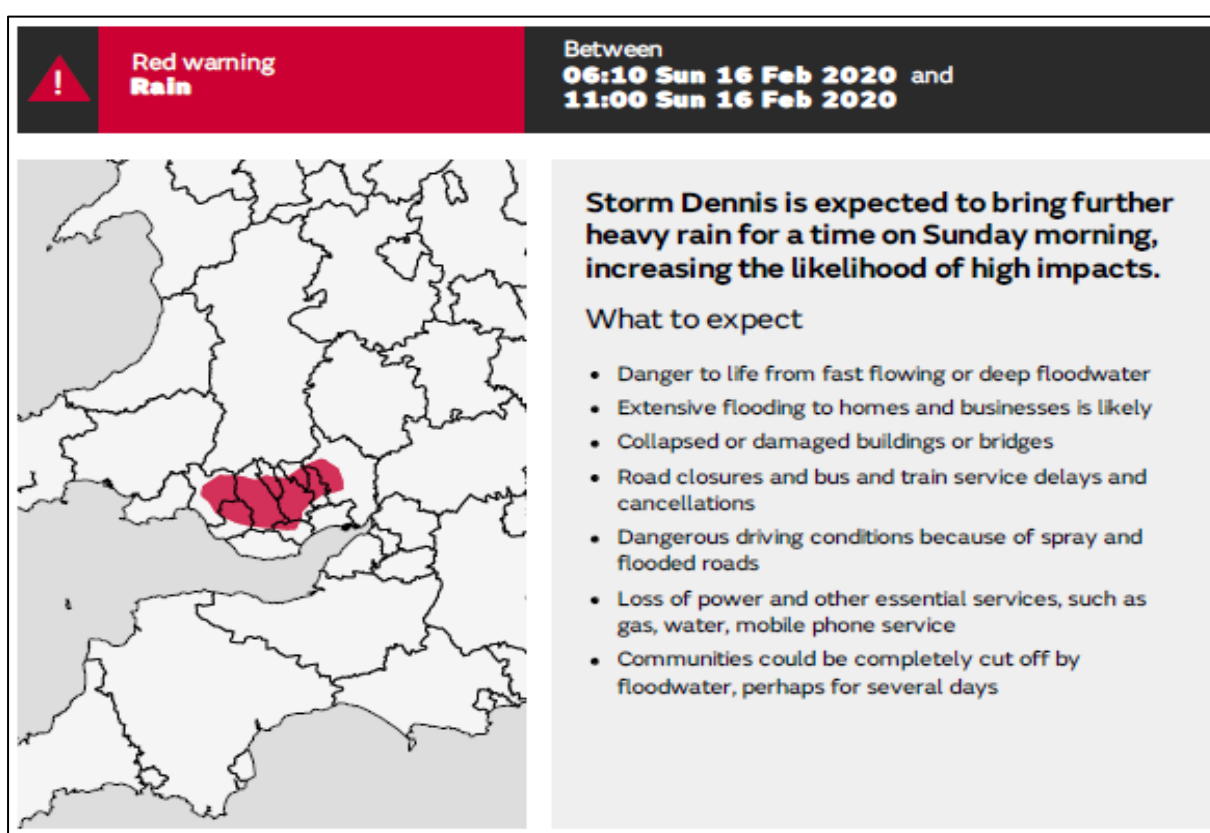 !
Red warning
Rain
Between
06:10 Sun 16 Feb 2020 and
11:00 Sun 16 Feb 2020
Storm Dennis is expected to bring further
heavy rain for a time on Sunday morning,
increasing the likelihood of high impacts.
What to expect
• Danger to life from fast flowing or deep floodwater
• Extensive flooding to homes and businesses is likely
• Collapsed or damaged buildings or bridges
• Road closures and bus and train service delays and
cancellations
• Dangerous driving conditions because of spray and
flooded roads
• Loss of power and other essential services, such as
gas, water, mobile phone service
• Communities could be completely cut off by
floodwater, perhaps for several days